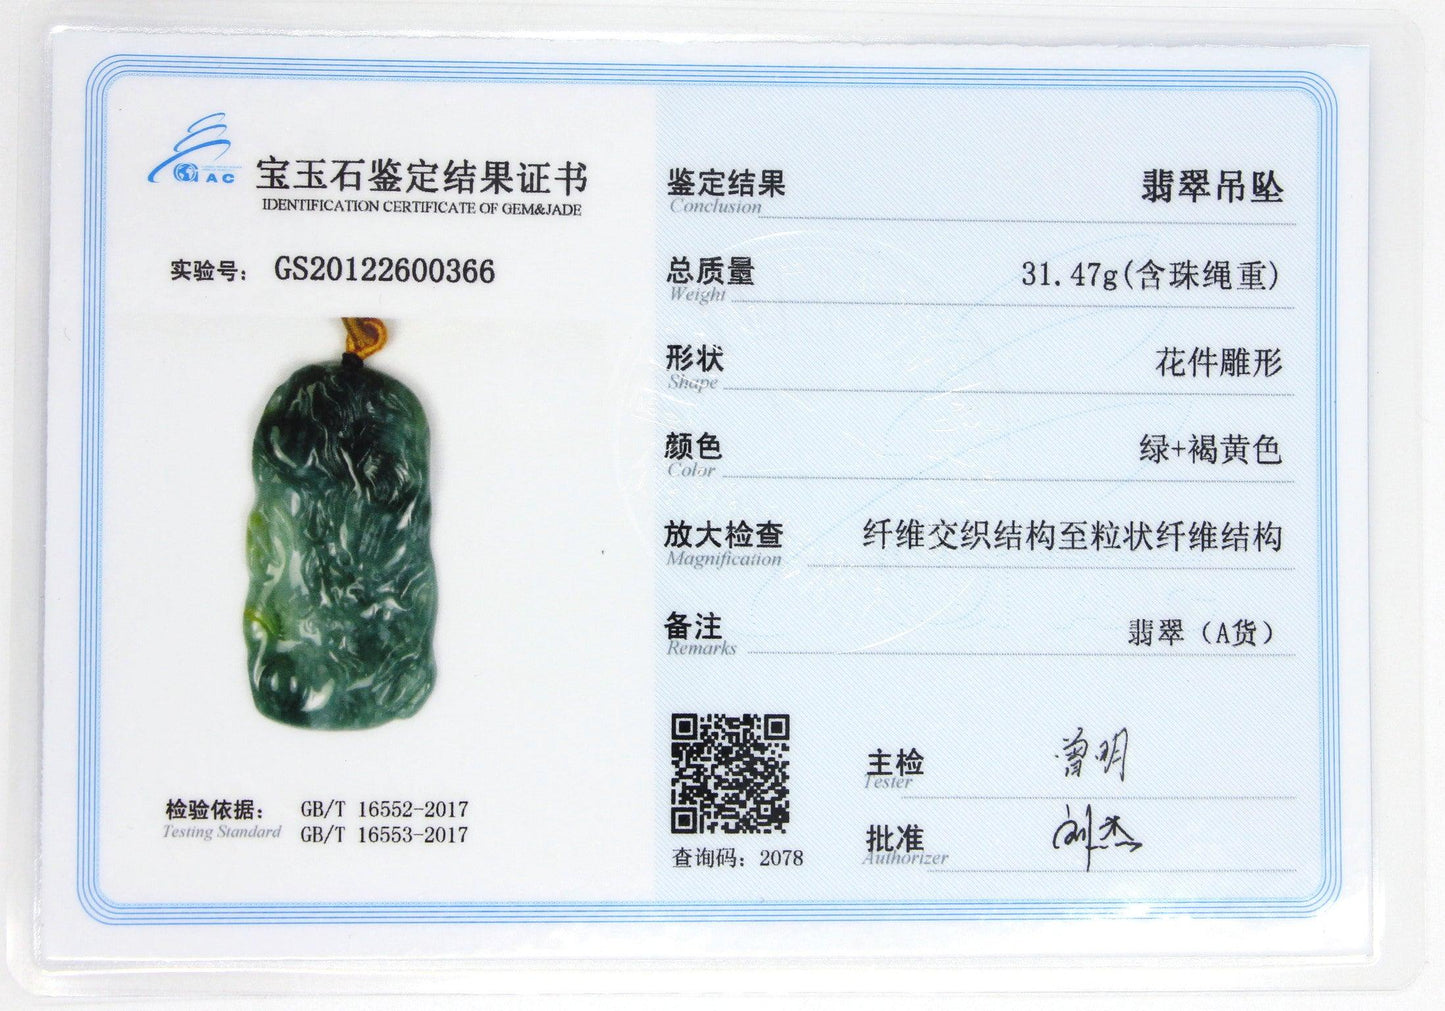 GAC
宝玉石鉴定结果证书
IDENTIFICATION CERTIFICATE OF GEM&JADE
实验号： GS20122600366
检验依据： GB/T 16552-2017
Testing Standard GB/T 16553-2017
鉴定结果 翡翠吊坠
Conclusion
总质量 31.47g(含珠绳重)
Weight
形状 花件雕形
Shape
颜色 绿+褐黄色
Color
放大检查 纤维交织结构至粒状纤维结构
Magnification
备注 翡翠（A货）
Remarks
查询码：2078
主检 曾明
Tester
批准 刘杰
Authorizer